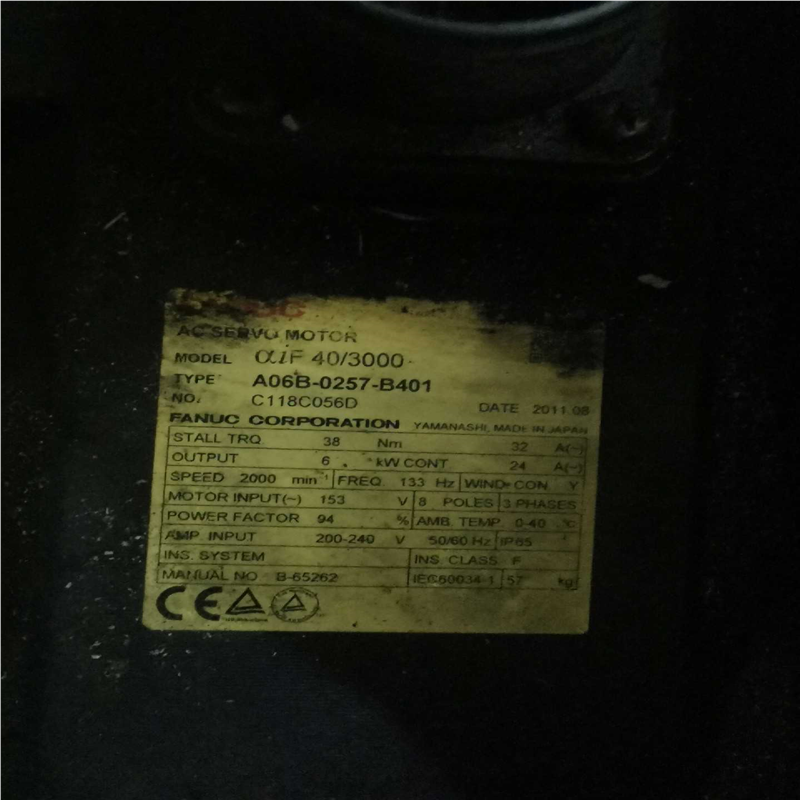 AC SERVO MOTOR
MODEL αiF 40/3000
TYPE A06B-0257-B401
NO. C118C056D DATE 2011.08
FANUC CORPORATION YAMANASHI, MADE IN JAPAN
STALL TRQ 38 Nm 32 A(~)
OUTPUT 6 kW CONT 24 A(~)
SPEED 2000 min⁻¹ FREQ. 133 Hz WIND. CON. Y
MOTOR INPUT(~) 153 V 8 POLES 3 PHASES
POWER FACTOR 94 % AMB. TEMP. 0-40 °C
AMP. INPUT 200-240 V 50/60 Hz IP65
INS. SYSTEM INS. CLASS F
MANUAL NO B-65262 IEC60034-1 57 kg
CE